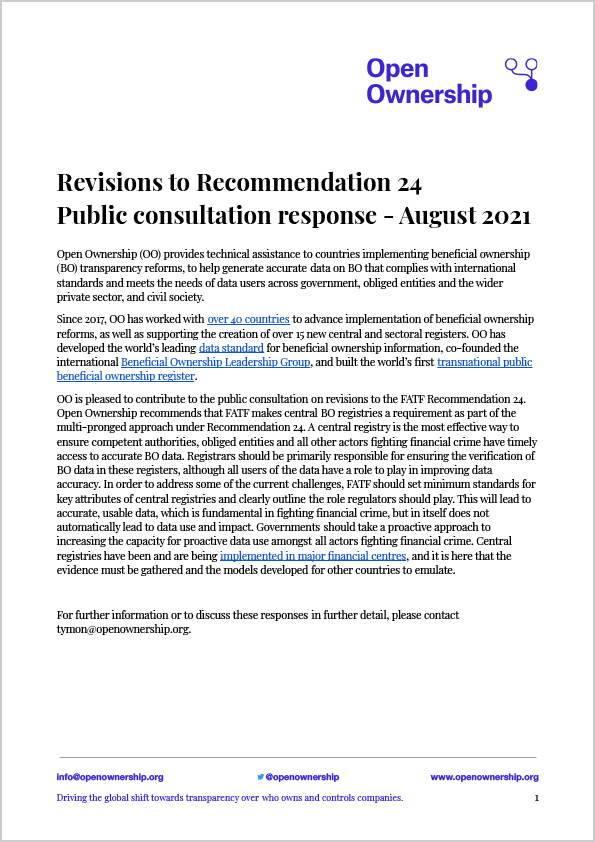 Open
Ownership
Revisions to Recommendation 24
Public consultation response - August 2021
Open Ownership (OO) provides technical assistance to countries implementing beneficial ownership
(BO) transparency reforms, to help generate accurate data on BO that complies with international
standards and meets the needs of data users across government, obliged entities and the wider
private sector, and civil society.
Since 2017, OO has worked with over 40 countries to advance implementation of beneficial ownership
reforms, as well as supporting the creation of over 15 new central and sectoral registers. OO has
developed the world's leading data standard for beneficial ownership information, co-founded the
international Beneficial Ownership Leadership Group, and built the world's first transnational public
beneficial ownership register.
OO is pleased to contribute to the public consultation on revisions to the FATF Recommendation 24.
Open Ownership recommends that FATF makes central BO registries a requirement as part of the
multi-pronged approach under Recommendation 24. A central registry is the most effective way to
ensure competent authorities, obliged entities and all other actors fighting financial crime have timely
access to accurate BO data. Registrars should be primarily responsible for ensuring the verification of
BO data in these registers, although all users of the data have a role to play in improving data
accuracy. In order to address some of the current challenges, FATF should set minimum standards for
key attributes of central registries and clearly outline the role regulators should play. This will lead to
accurate, usable data, which is fundamental in fighting financial crime, but in itself does not
automatically lead to data use and impact. Governments should take a proactive approach to
increasing the capacity for proactive data use amongst all actors fighting financial crime. Central
registries have been and are being implemented in major financial centres, and it is here that the
evidence must be gathered and the models developed for other countries to emulate.
For further information or to discuss these responses in further detail, please contact
tymon@openownership.org.
info@openownership.org @openownership www.openownership.org
Driving the global shift towards transparency over who owns and controls companies. 1